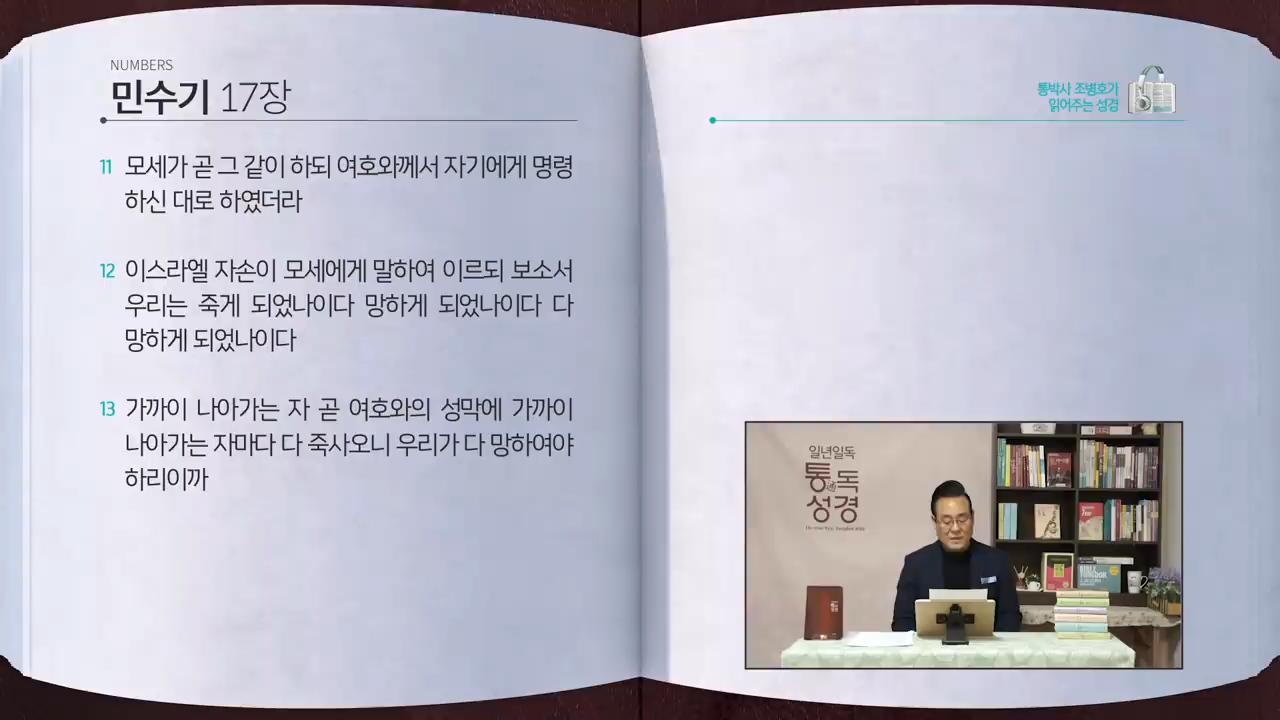 NUMBERS
민수기 17장
11 모세가 곧 그 같이 하되 여호와께서 자기에게 명령
하신 대로 하였더라
12 이스라엘 자손이 모세에게 말하여 이르되 보소서
우리는 죽게 되었나이다 망하게 되었나이다 다
망하게 되었나이다
13 가까이 나아가는 자 곧 여호와의 성막에 가까이
나아가는 자마다 다 죽사오니 우리가 다 망하여야
하리이까
통박사 조병호가
읽어주는 성경
일년일독
통독
성경